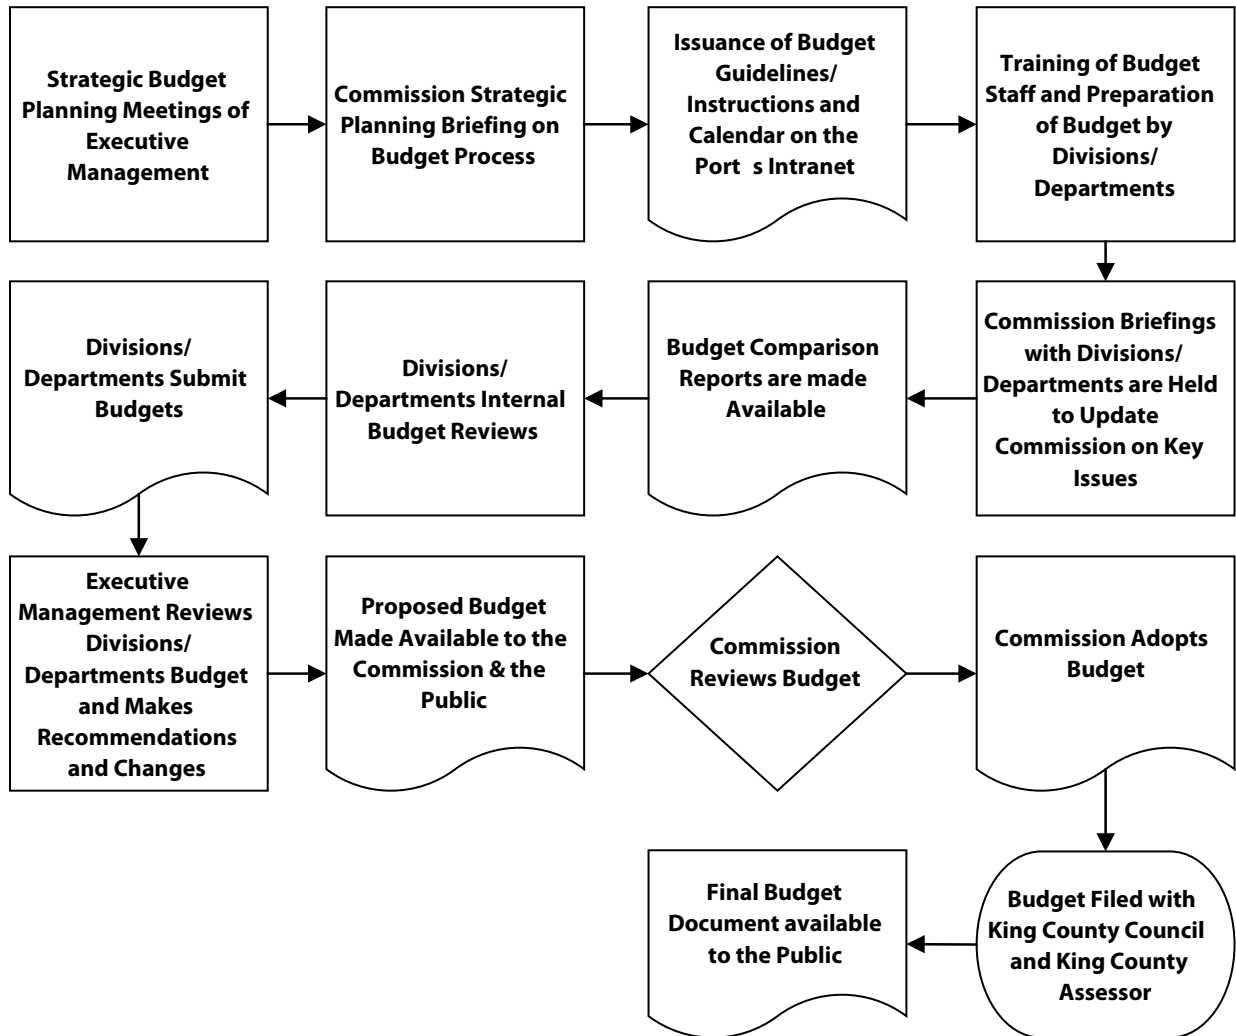 Strategic Budget
Planning Meetings of
Executive
Management
Commission Strategic
Planning Briefing on
Budget Process
Issuance of Budget
Guidelines/
Instructions and
Calendar on the
Port s Intranet
Training of Budget
Staff and Preparation
of Budget by
Divisions/
Departments
Commission Briefings
with Divisions/
Departments are Held
to Update
Commission on Key
Issues
Budget Comparison
Reports are made
Available
Divisions/
Departments Internal
Budget Reviews
Divisions/
Departments Submit
Budgets
Executive
Management Reviews
Divisions/
Departments Budget
and Makes
Recommendations
and Changes
Proposed Budget
Made Available to the
Commission & the
Public
Commission
Reviews Budget
Commission Adopts
Budget
Budget Filed with
King County Council
and King County
Assessor
Final Budget
Document available
to the Public